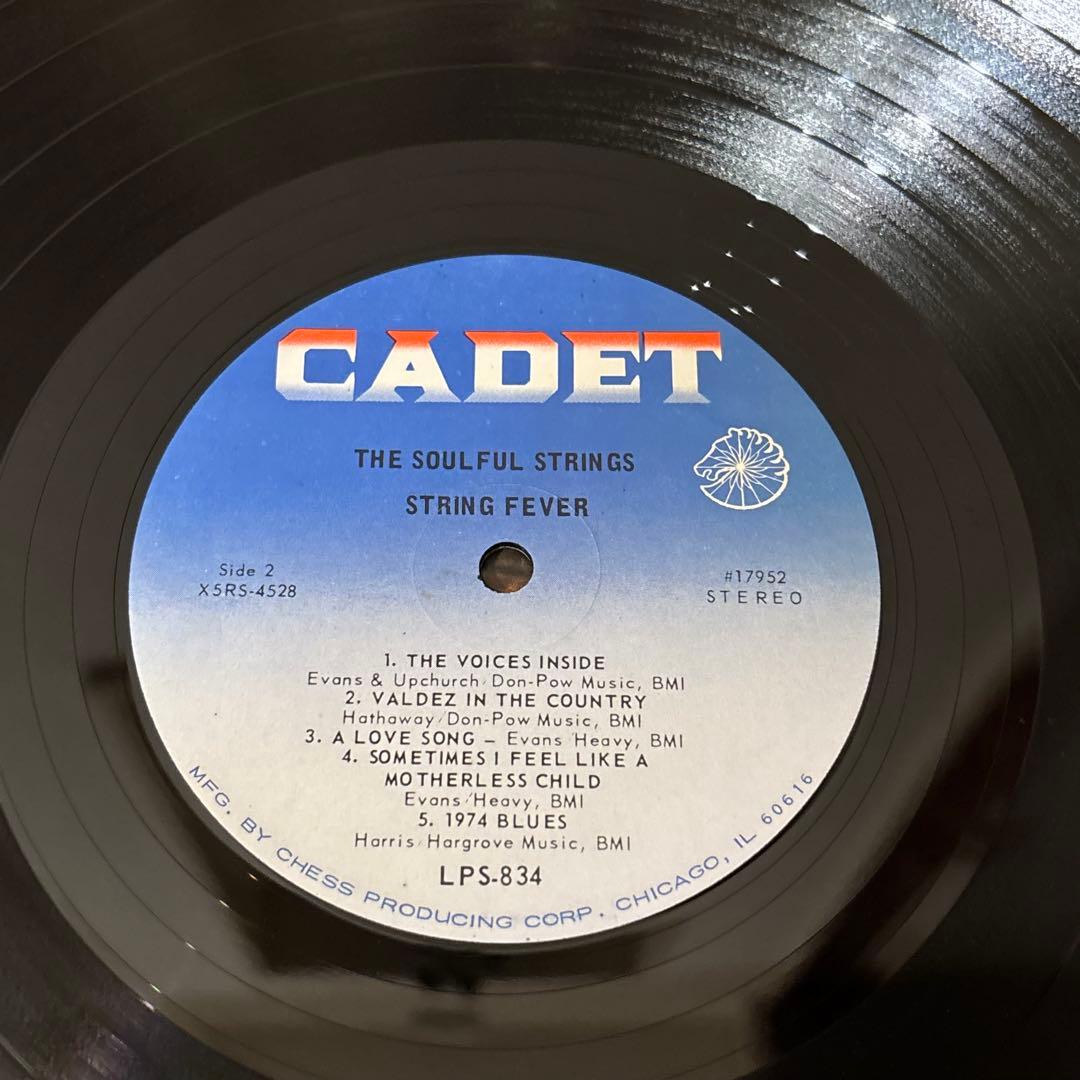 CADET
THE SOULFUL STRINGS
STRING FEVER
Side 2
X5RS-4528
#17952
STEREO
1. THE VOICES INSIDE
Evans & Upchurch/Don-Pow Music, BMI
2. VALDEZ IN THE COUNTRY
Hathaway/Don-Pow Music, BMI
3. A LOVE SONG – Evans/Heavy, BMI
4. SOMETIMES I FEEL LIKE A
MOTHERLESS CHILD
Evans/Heavy, BMI
5. 1974 BLUES
Harris/Hargrove Music, BMI
LPS-834
MFG. BY CHESS PRODUCING CORP. CHICAGO, IL 60616